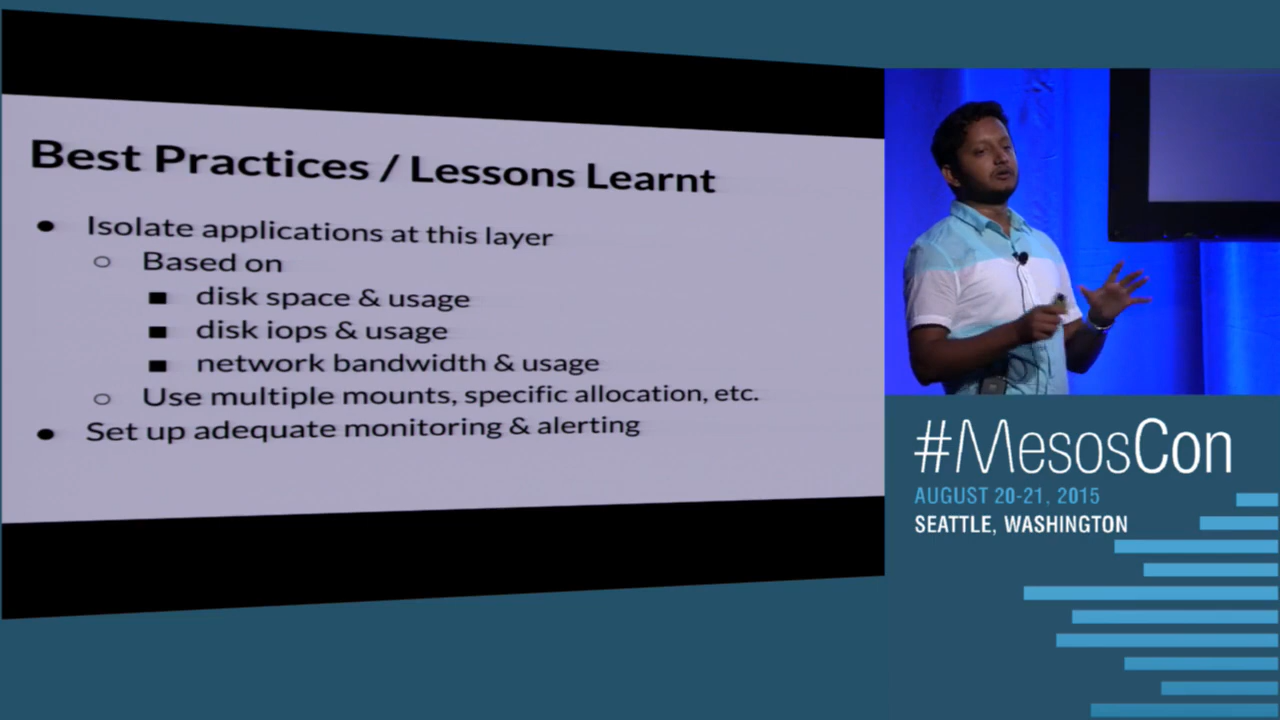 Best Practices / Lessons Learnt
● Isolate applications at this layer
○ Based on
■ disk space & usage
■ disk iops & usage
■ network bandwidth & usage
○ Use multiple mounts, specific allocation, etc.
● Set up adequate monitoring & alerting
#MesosCon
AUGUST 20-21, 2015
SEATTLE, WASHINGTON